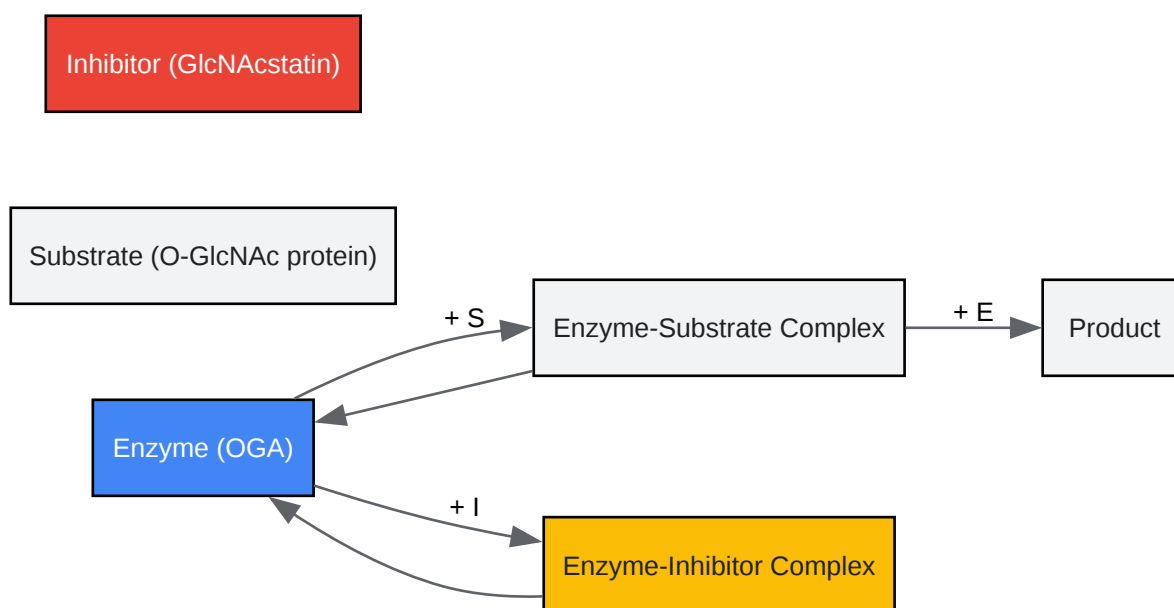 Inhibitor (GlcNAcstatin)
Substrate (O-GlcNAc protein)
+ S
Enzyme-Substrate Complex
+ E
Product
Enzyme (OGA)
+ I
Enzyme-Inhibitor Complex